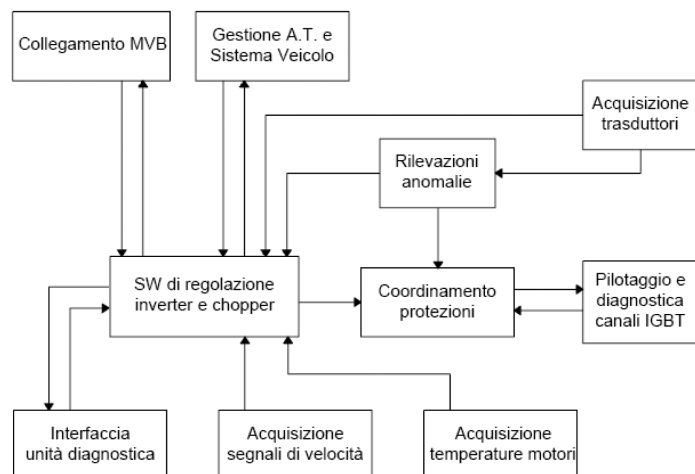 Collegamento MVB
Gestione A.T. e
Sistema Veicolo
Acquisizione
trasduttori
Rilevazioni
anomalie
SW di regolazione
inverter e chopper
Coordinamento
protezioni
Pilotaggio e
diagnostica
canali IGBT
Interfaccia
unità diagnostica
Acquisizione
segnali di velocità
Acquisizione
temperature motori